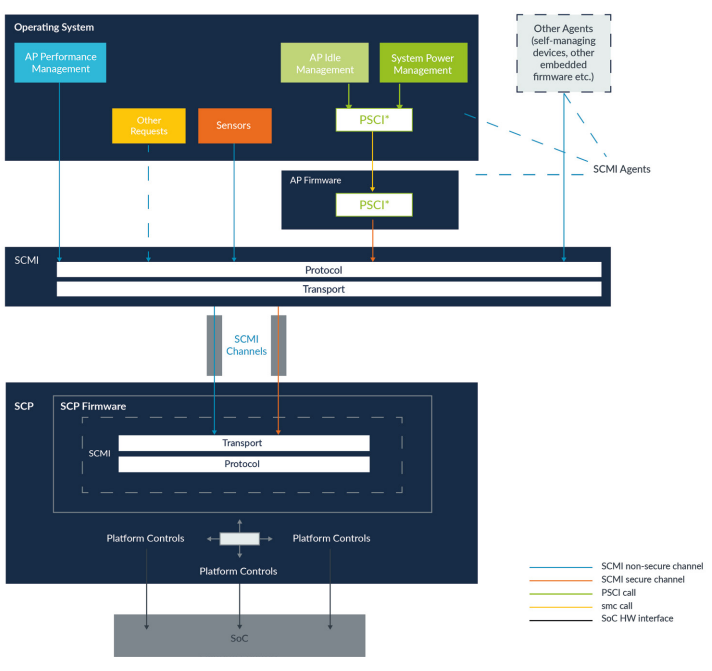 Operating System
AP Performance
Management
AP Idle
Management
System Power
Management
Other Agents
(self-managing
devices, other
embedded
firmware etc.)
Other
Requests
Sensors
PSCI*
SCMI Agents
AP Firmware
PSCI*
SCMI
Protocol
Transport
SCMI
Channels
SCP
SCP Firmware
SCMI
Transport
Protocol
Platform Controls
Platform Controls
Platform Controls
SoC
SCMI non-secure channel
SCMI secure channel
PSCI call
smc call
SoC HW interface